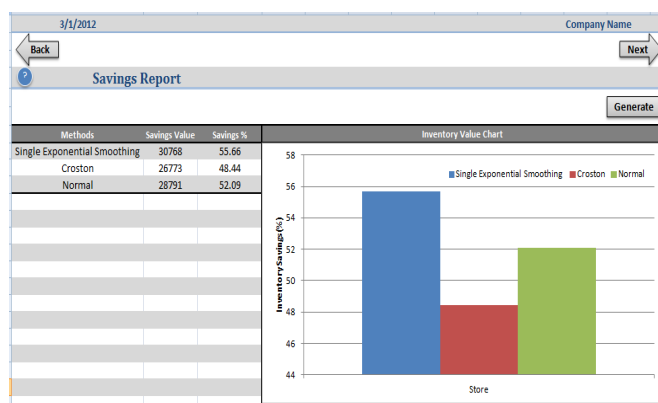 3/1/2012 Company Name
Back Next
? Savings Report
Generate
Methods Savings Value Savings % Inventory Value Chart
Single Exponential Smoothing 30768 55.66
Croston 26773 48.44
Normal 28791 52.09
Single Exponential Smoothing Croston Normal
Inventory Savings(%)
58
56
54
52
50
48
46
44
Store